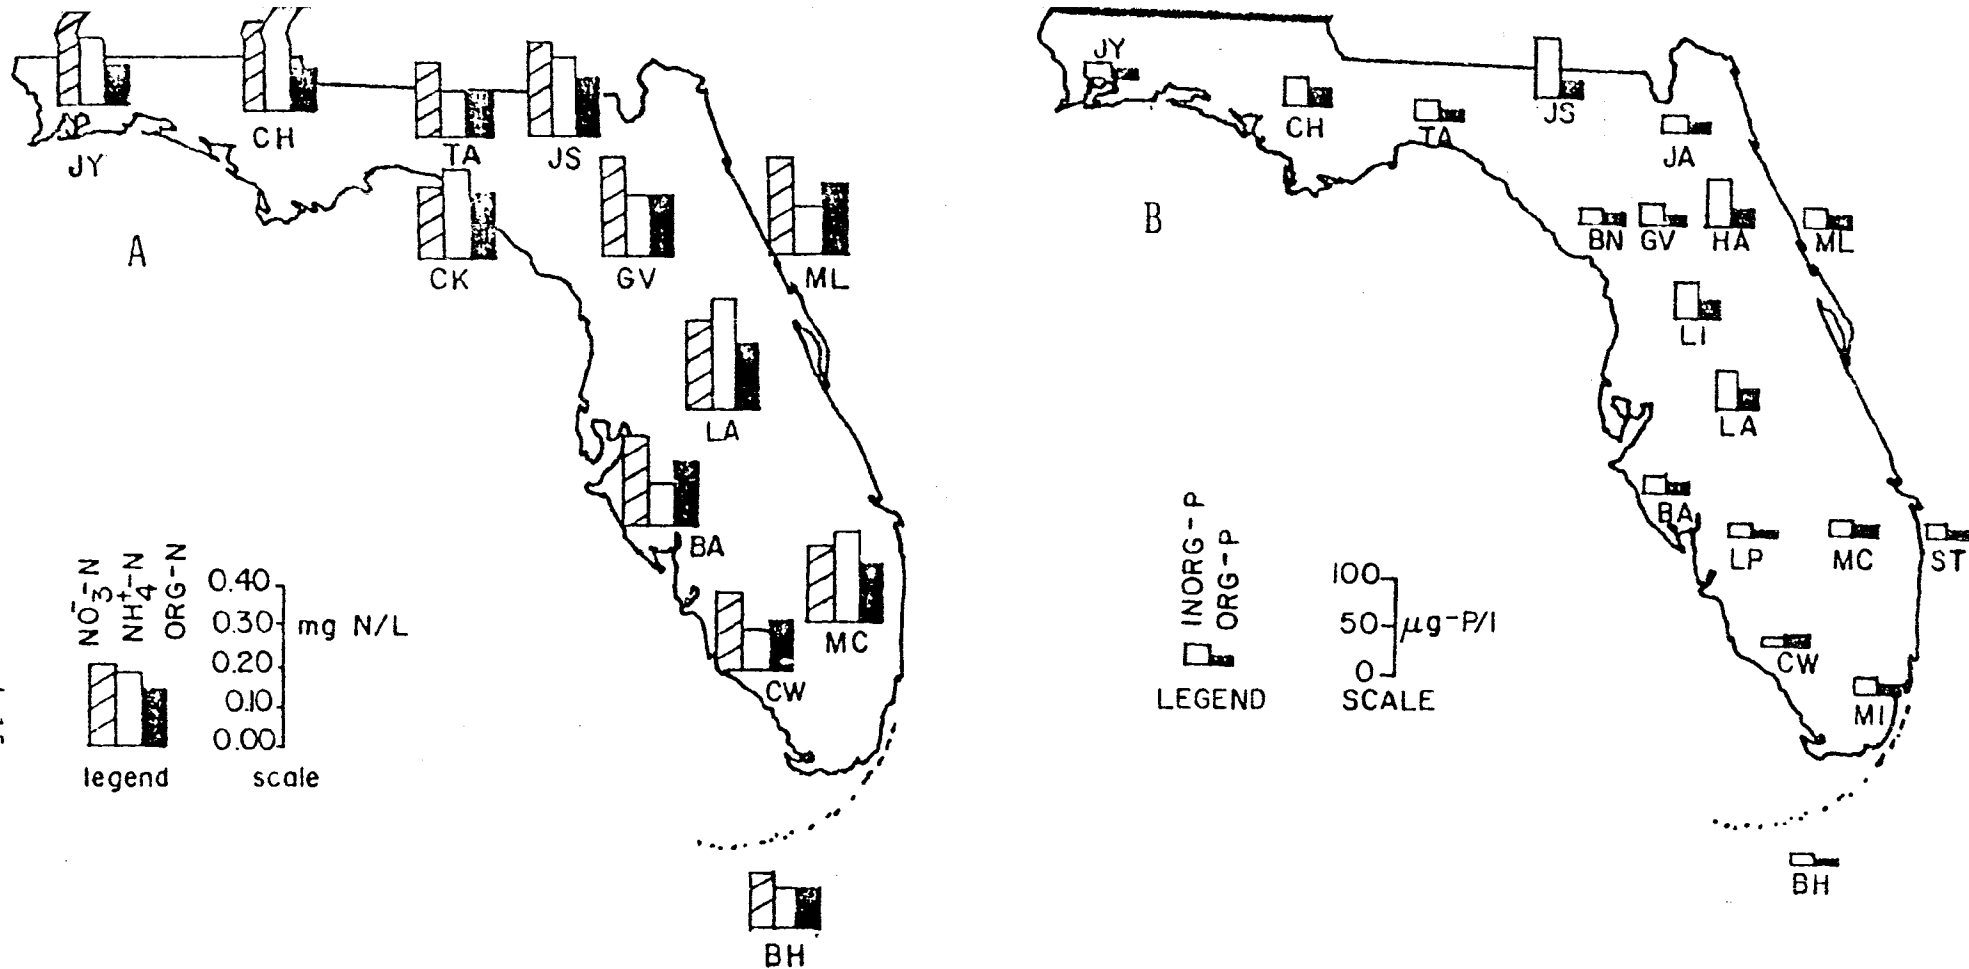 JY
CH
TA
JS
CK
GV
ML
LA
BA
MC
CW
BH
A
NO3⁻-N
NH4⁺-N
ORG-N
0.40
0.30
0.20
0.10
0.00
mg N/L
legend
scale
JY
CH
TA
JS
JA
B
BN
GV
HA
ML
LI
LA
BA
LP
MC
ST
CW
MI
BH
INORG-P
ORG-P
100
50
0
µg-P/l
LEGEND
SCALE